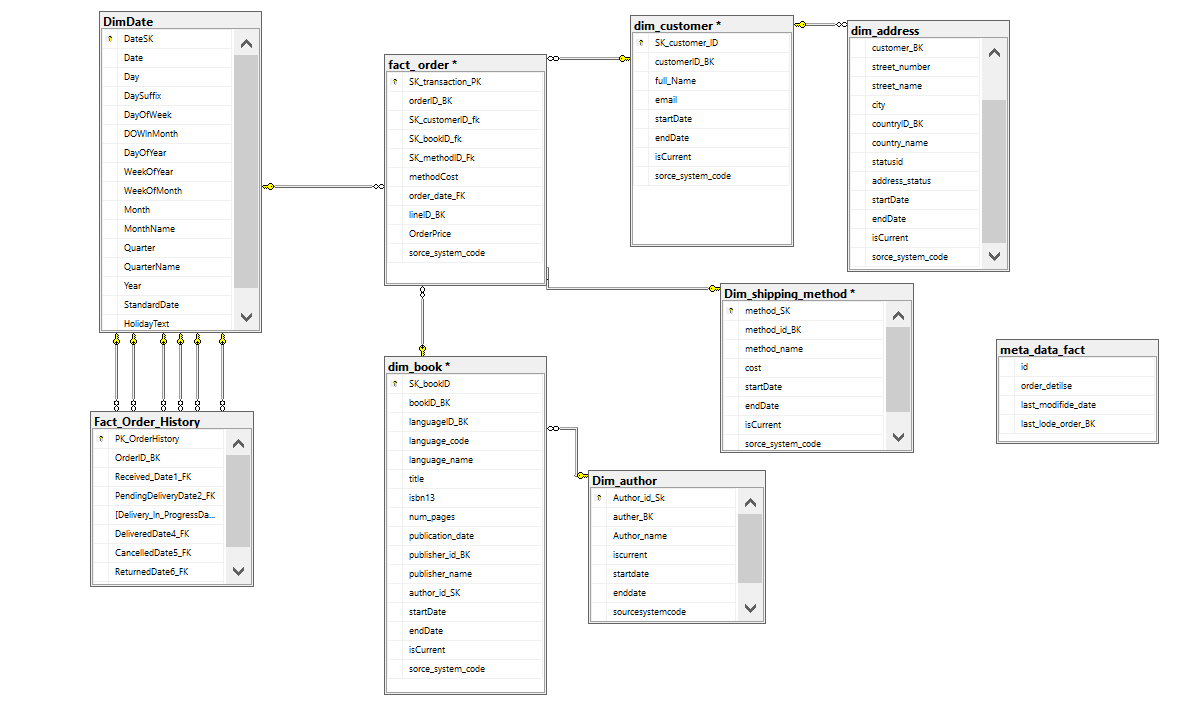 DimDate
DateSK
Date
Day
DaySuffix
DayOfWeek
DOWInMonth
DayOfYear
WeekOfYear
WeekOfMonth
Month
MonthName
Quarter
QuarterName
Year
StandardDate
HolidayText
fact_order *
SK_transaction_PK
orderID_BK
SK_customerID_fk
SK_bookID_fk
SK_methodID_Fk
methodCost
order_date_FK
lineID_BK
OrderPrice
sorce_system_code
dim_customer *
SK_customer_ID
customerID_BK
full_Name
email
startDate
endDate
isCurrent
sorce_system_code
dim_address
customer_BK
street_number
street_name
city
countryID_BK
country_name
statusid
address_status
startDate
endDate
isCurrent
sorce_system_code
Dim_shipping_method *
method_SK
method_id_BK
method_name
cost
startDate
endDate
isCurrent
sorce_system_code
meta_data_fact
id
order_detilse
last_modifide_date
last_lode_order_BK
Fact_Order_History
PK_OrderHistory
OrderID_BK
Received_Date1_FK
PendingDeliveryDate2_FK
[Delivery_In_ProgressDa...
DeliveredDate4_FK
CancelledDate5_FK
ReturnedDate6_FK
dim_book *
SK_bookID
bookID_BK
languageID_BK
language_code
language_name
title
isbn13
num_pages
publication_date
publisher_id_BK
publisher_name
author_id_SK
startDate
endDate
isCurrent
sorce_system_code
Dim_author
Author_id_Sk
auther_BK
Author_name
iscurrent
startdate
enddate
sourcesystemcode